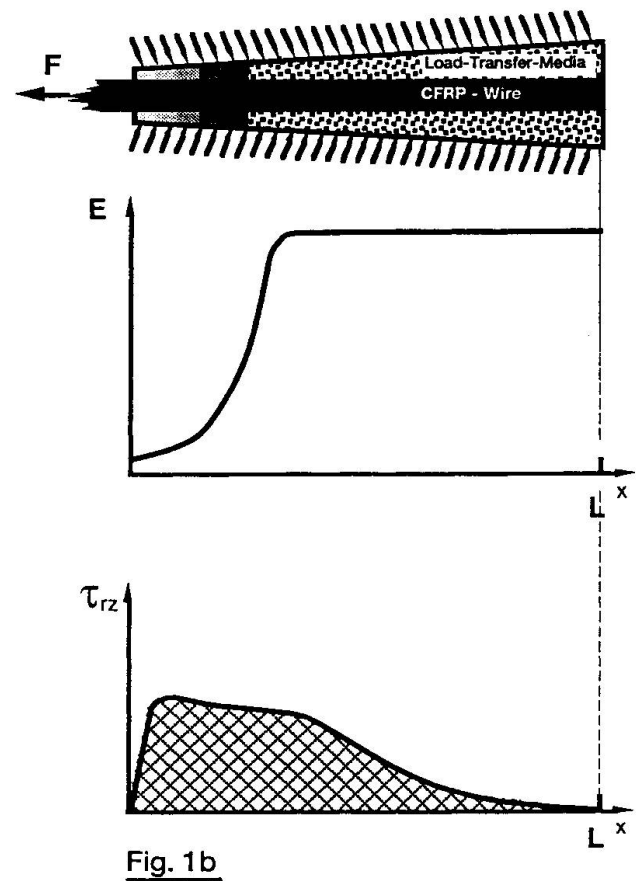 F
Load-Transfer-Media
CFRP - Wire
E
L
x
τrz
L
x
Fig. 1b